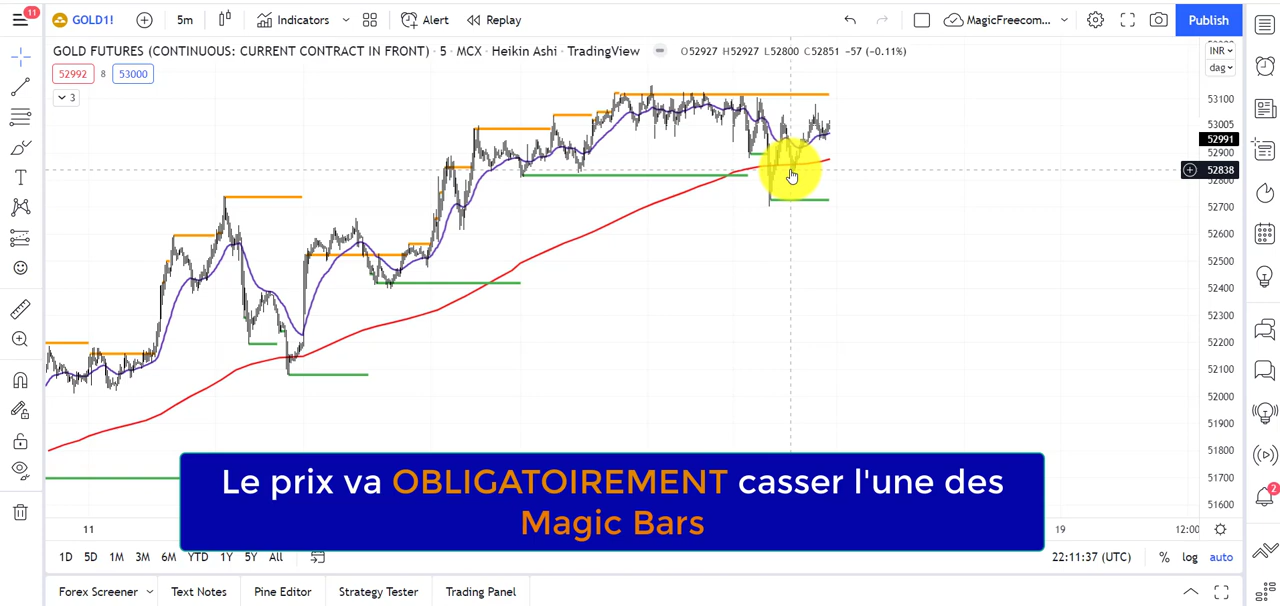 11
GOLD1!
5m
Indicators
Alert
Replay
MagicFreecom...
Publish
GOLD FUTURES (CONTINUOUS: CURRENT CONTRACT IN FRONT) · 5 · MCX · Heikin Ashi · TradingView
O52927 H52927 L52800 C52851 −57 (−0.11%)
INR
52992
8
53000
dag
3
53100
53005
52991
52900
52838
52800
52700
52600
52500
52400
52300
52200
52100
52000
51900
51800
51700
51600
Le prix va OBLIGATOIREMENT casser l'une des
Magic Bars
11
19
12:00
2
1D
5D
1M
3M
6M
YTD
1Y
5Y
All
22:11:37 (UTC)
%
log
auto
Forex Screener
Text Notes
Pine Editor
Strategy Tester
Trading Panel